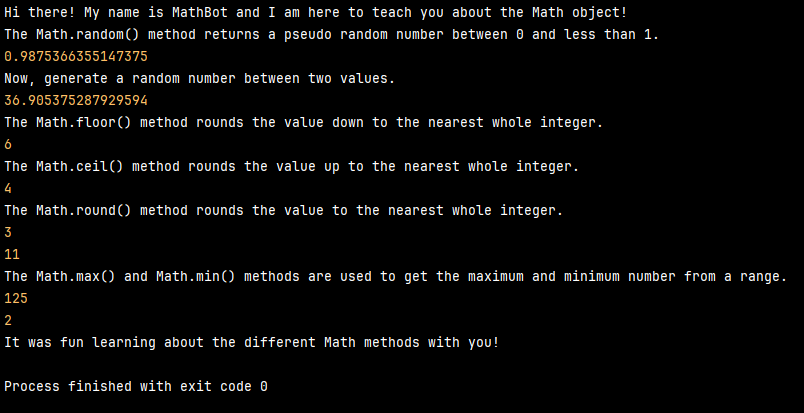 Hi there! My name is MathBot and I am here to teach you about the Math object!
The Math.random() method returns a pseudo random number between 0 and less than 1.
0.9875366355147375
Now, generate a random number between two values.
36.905375287929594
The Math.floor() method rounds the value down to the nearest whole integer.
6
The Math.ceil() method rounds the value up to the nearest whole integer.
4
The Math.round() method rounds the value to the nearest whole integer.
3
11
The Math.max() and Math.min() methods are used to get the maximum and minimum number from a range.
125
2
It was fun learning about the different Math methods with you!
Process finished with exit code 0